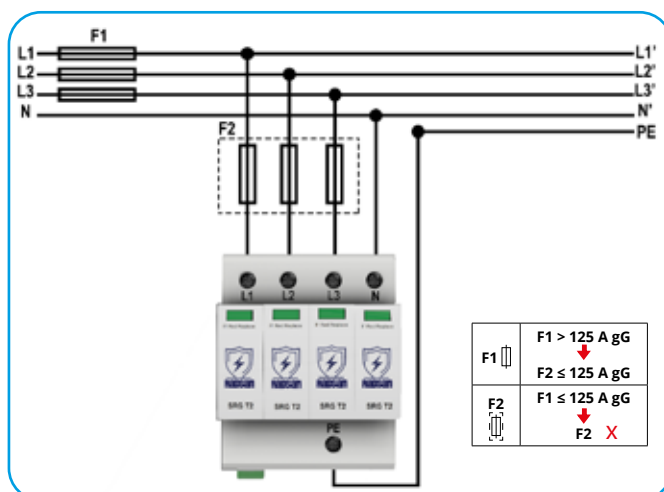 F1
L1
L1'
L2
L2'
L3
L3'
N
N'
F2
PE
L1
L2
L3
N
SRG T2
SRG T2
SRG T2
SRG T2
PE
F1
F1 > 125 A gG
F2 ≤ 125 A gG
F2
F1 ≤ 125 A gG
F2 X